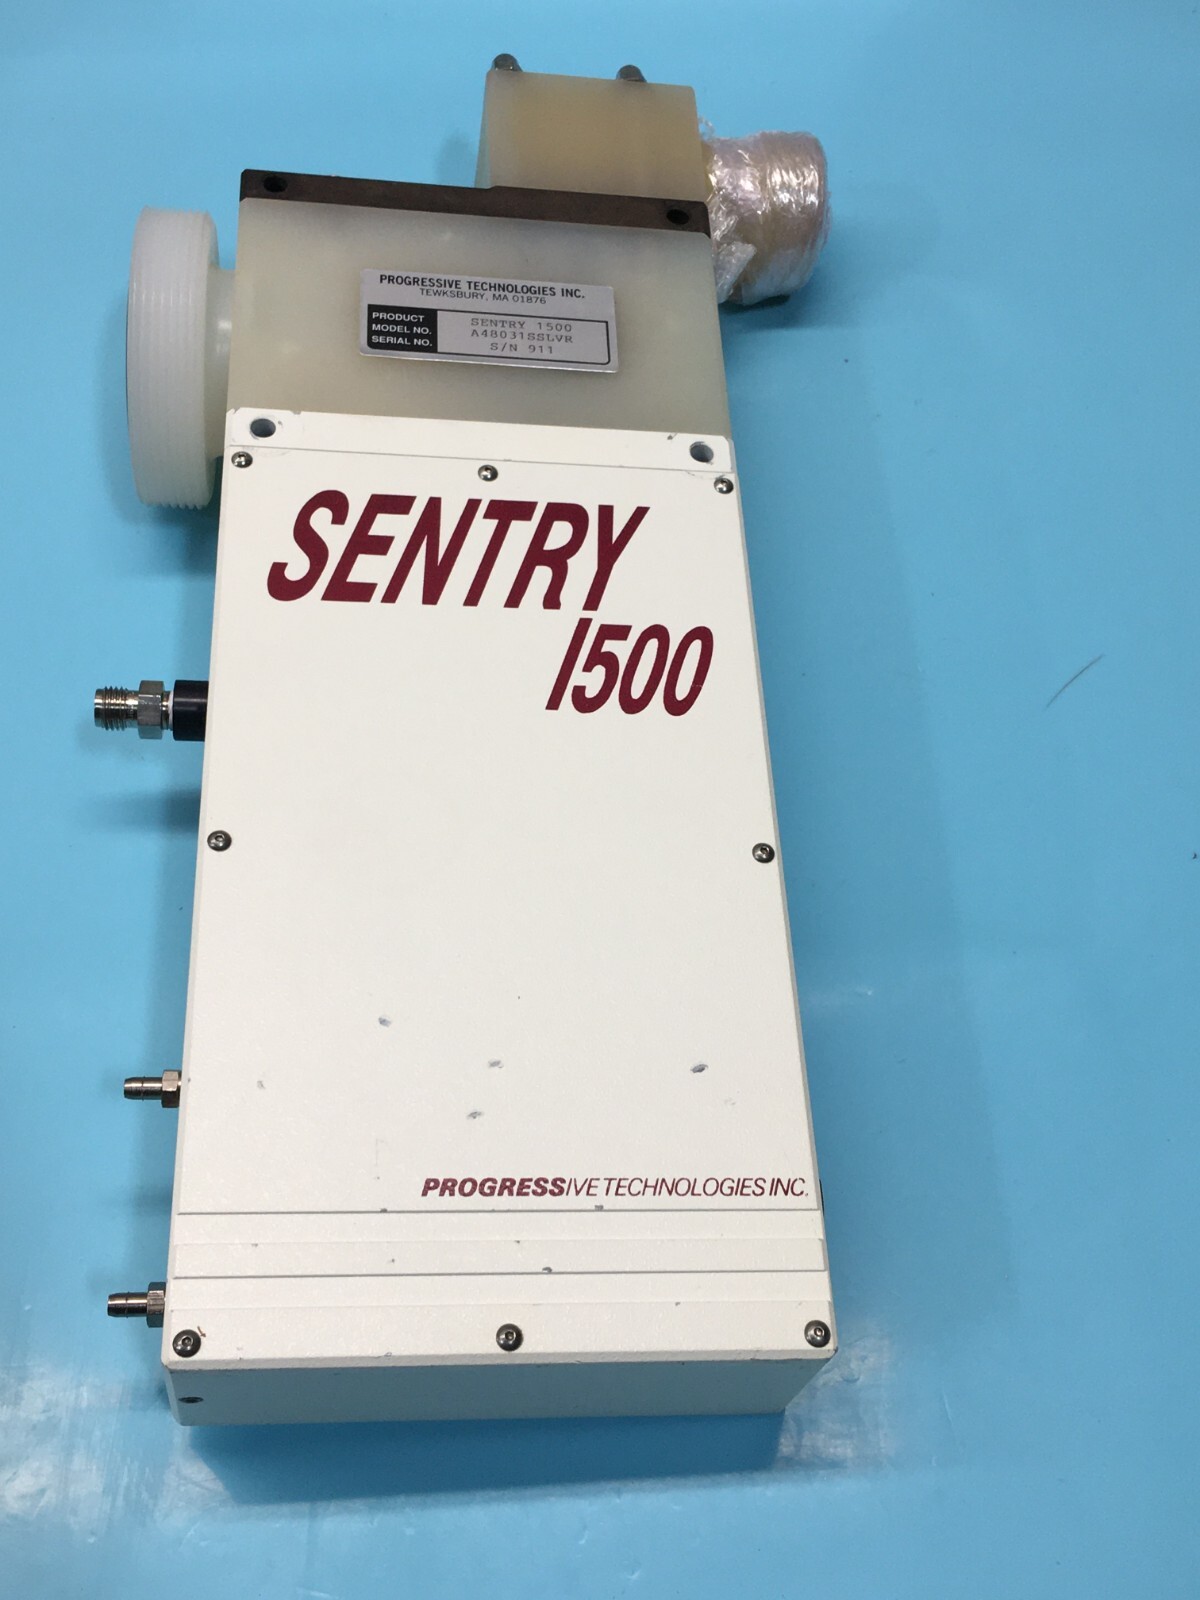 PROGRESSIVE TECHNOLOGIES INC.
TEWKSBURY, MA 01876
PRODUCT SENTRY 1500
MODEL NO. A48031SSLVR
SERIAL NO. S/N 911
SENTRY
1500
PROGRESSIVE TECHNOLOGIES INC.